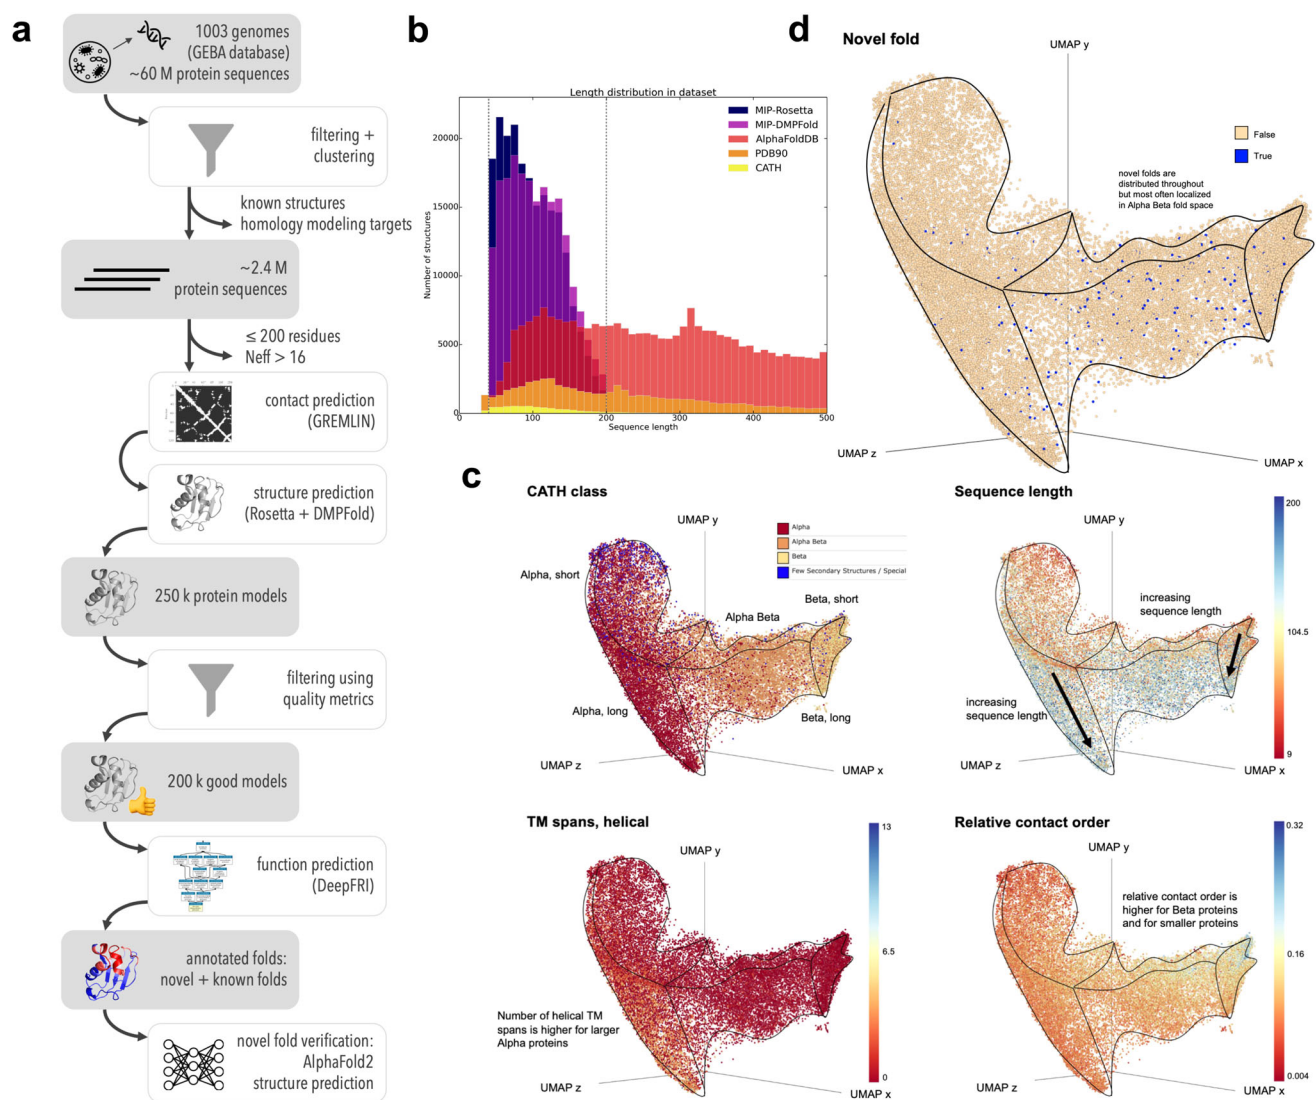 a
1003 genomes
(GEBA database)
~60 M protein sequences
filtering +
clustering
known structures
homology modeling targets
~2.4 M
protein sequences
≤ 200 residues
Neff > 16
contact prediction
(GREMLIN)
structure prediction
(Rosetta + DMPFold)
250 k protein models
filtering using
quality metrics
200 k good models
function prediction
(DeepFRI)
annotated folds:
novel + known folds
novel fold verification:
AlphaFold2
structure prediction
b
Length distribution in dataset
MIP-Rosetta
MIP-DMPFold
AlphaFoldDB
PDB90
CATH
Number of structures
20000
15000
10000
5000
0
0 100 200 300 400 500
Sequence length
c
CATH class
UMAP y
Alpha
Alpha Beta
Beta
Few Secondary Structures / Special
Alpha, short
Alpha Beta
Beta, short
Alpha, long
Beta, long
UMAP z
UMAP x
Sequence length
UMAP y
increasing
sequence length
increasing
sequence length
200
104.5
9
UMAP z
UMAP x
TM spans, helical
UMAP y
Number of helical TM
spans is higher for larger
Alpha proteins
13
6.5
0
UMAP z
UMAP x
Relative contact order
UMAP y
relative contact order is
higher for Beta proteins
and for smaller proteins
0.32
0.16
0.004
UMAP z
UMAP x
d
Novel fold
UMAP y
False
True
novel folds are
distributed throughout
but most often localized
in Alpha Beta fold space
UMAP z
UMAP x